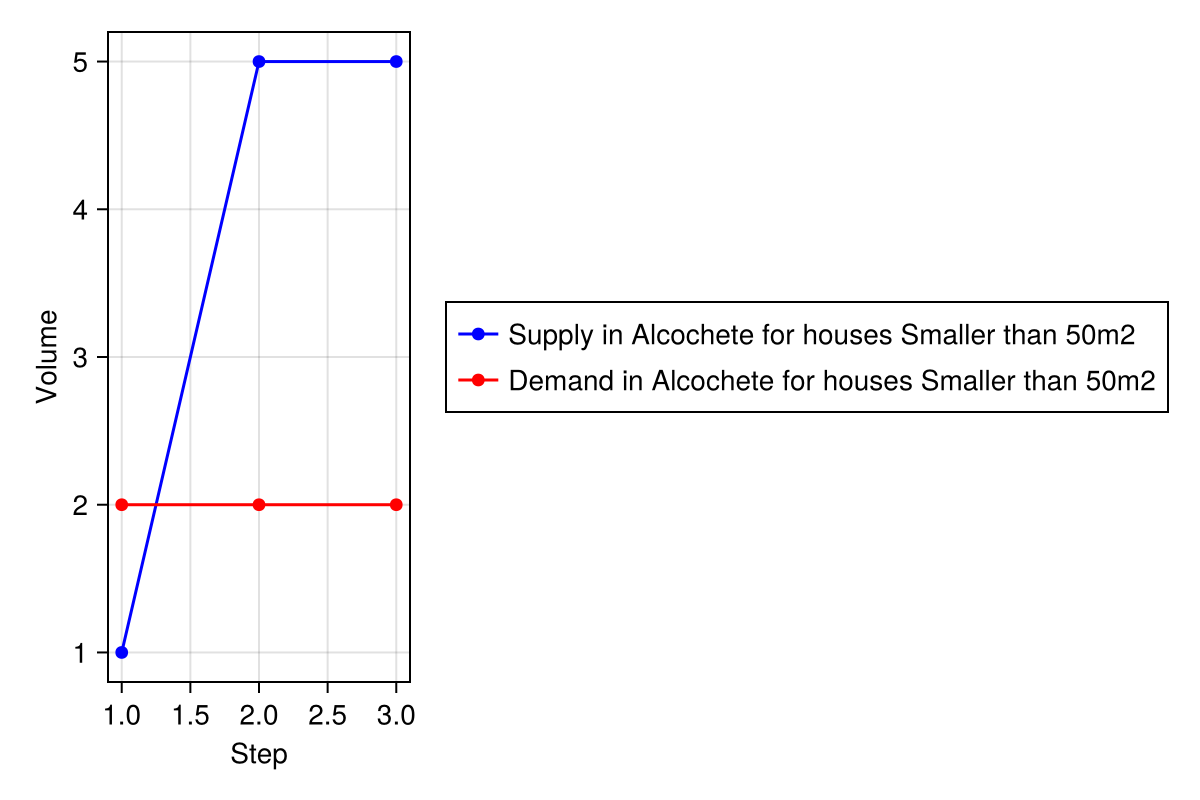 5
4
3
2
1
Volume
1.0 1.5 2.0 2.5 3.0
Step
Supply in Alcochete for houses Smaller than 50m2
Demand in Alcochete for houses Smaller than 50m2